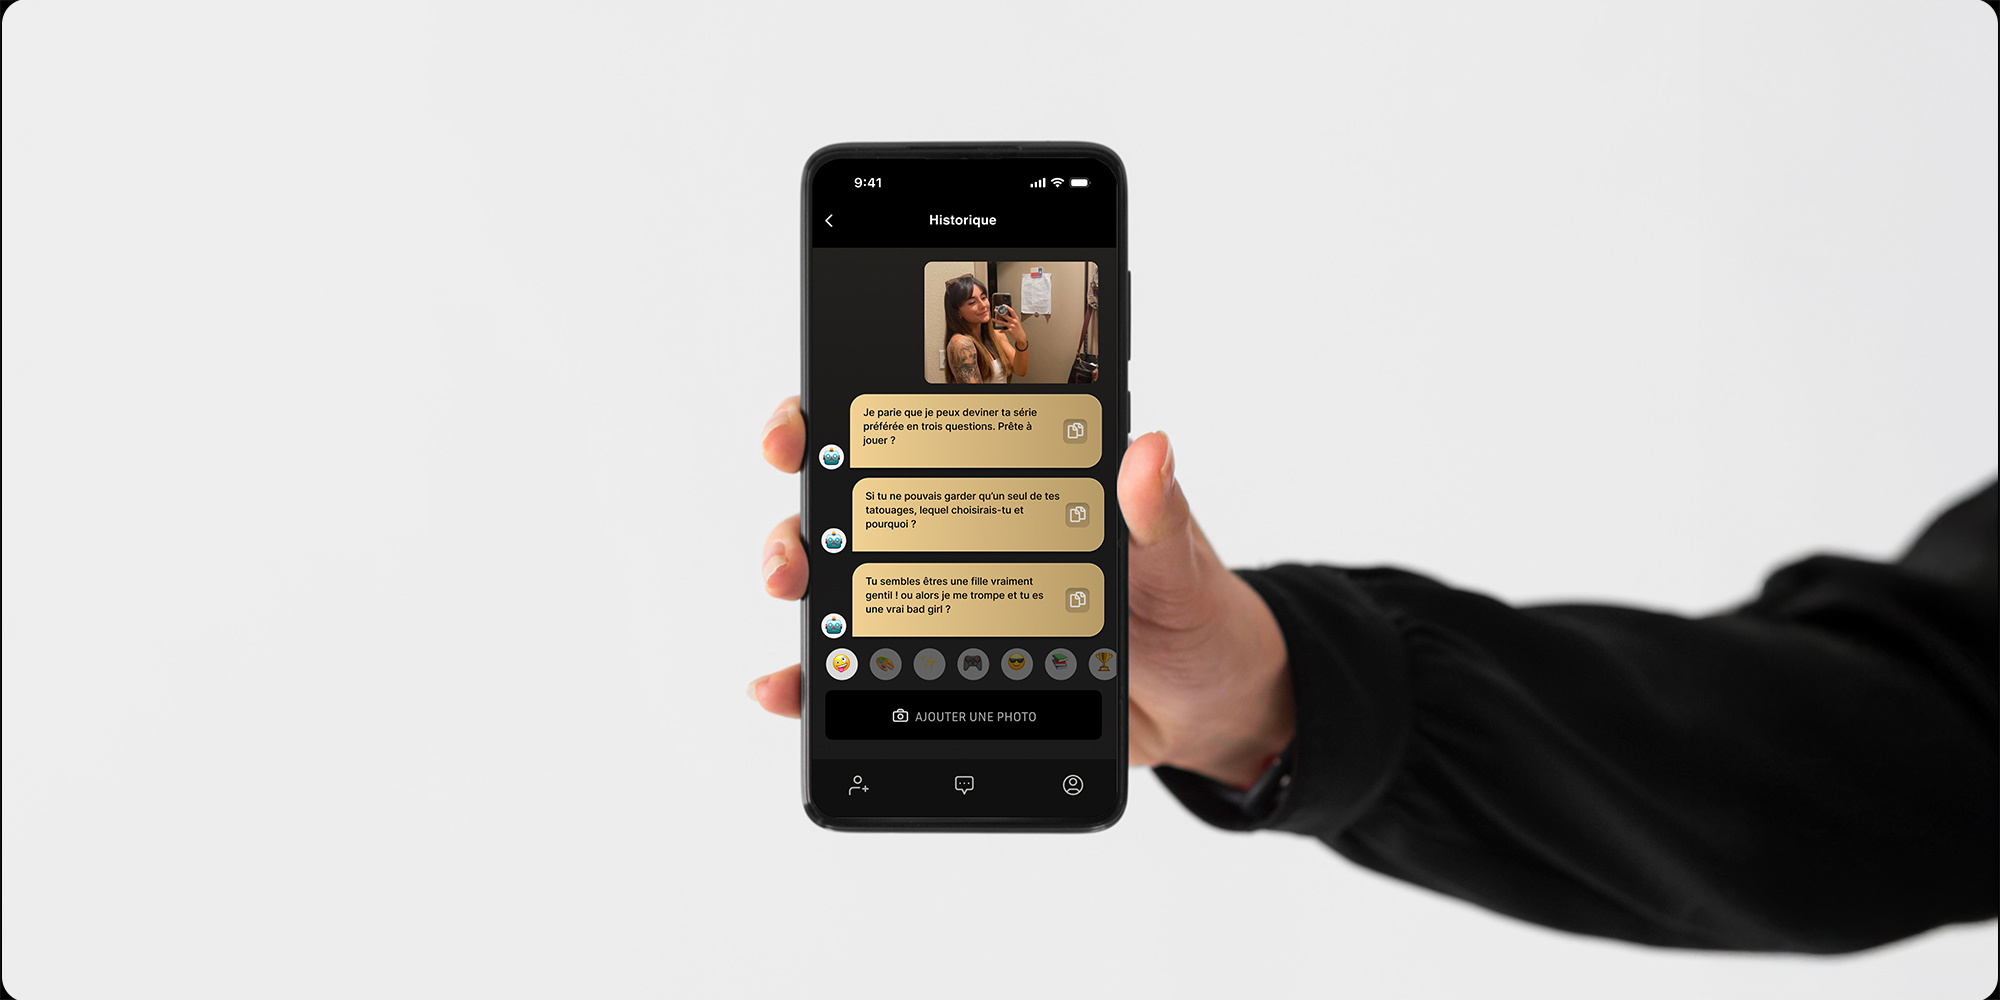 9:41
Historique
Je parie que je peux deviner ta série
préférée en trois questions. Prête à
jouer ?
Si tu ne pouvais garder qu'un seul de tes
tatouages, lequel choisirais-tu et
pourquoi ?
Tu sembles êtres une fille vraiment
gentil ! ou alors je me trompe et tu es
une vrai bad girl ?
AJOUTER UNE PHOTO